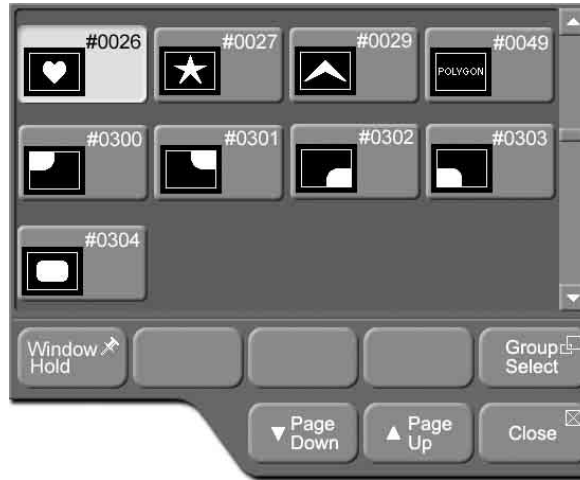 #0026 #0027 #0029 #0049
POLYGON
#0300 #0301 #0302 #0303
#0304
Window
Hold
Group
Select
Page
Down
Page
Up
Close